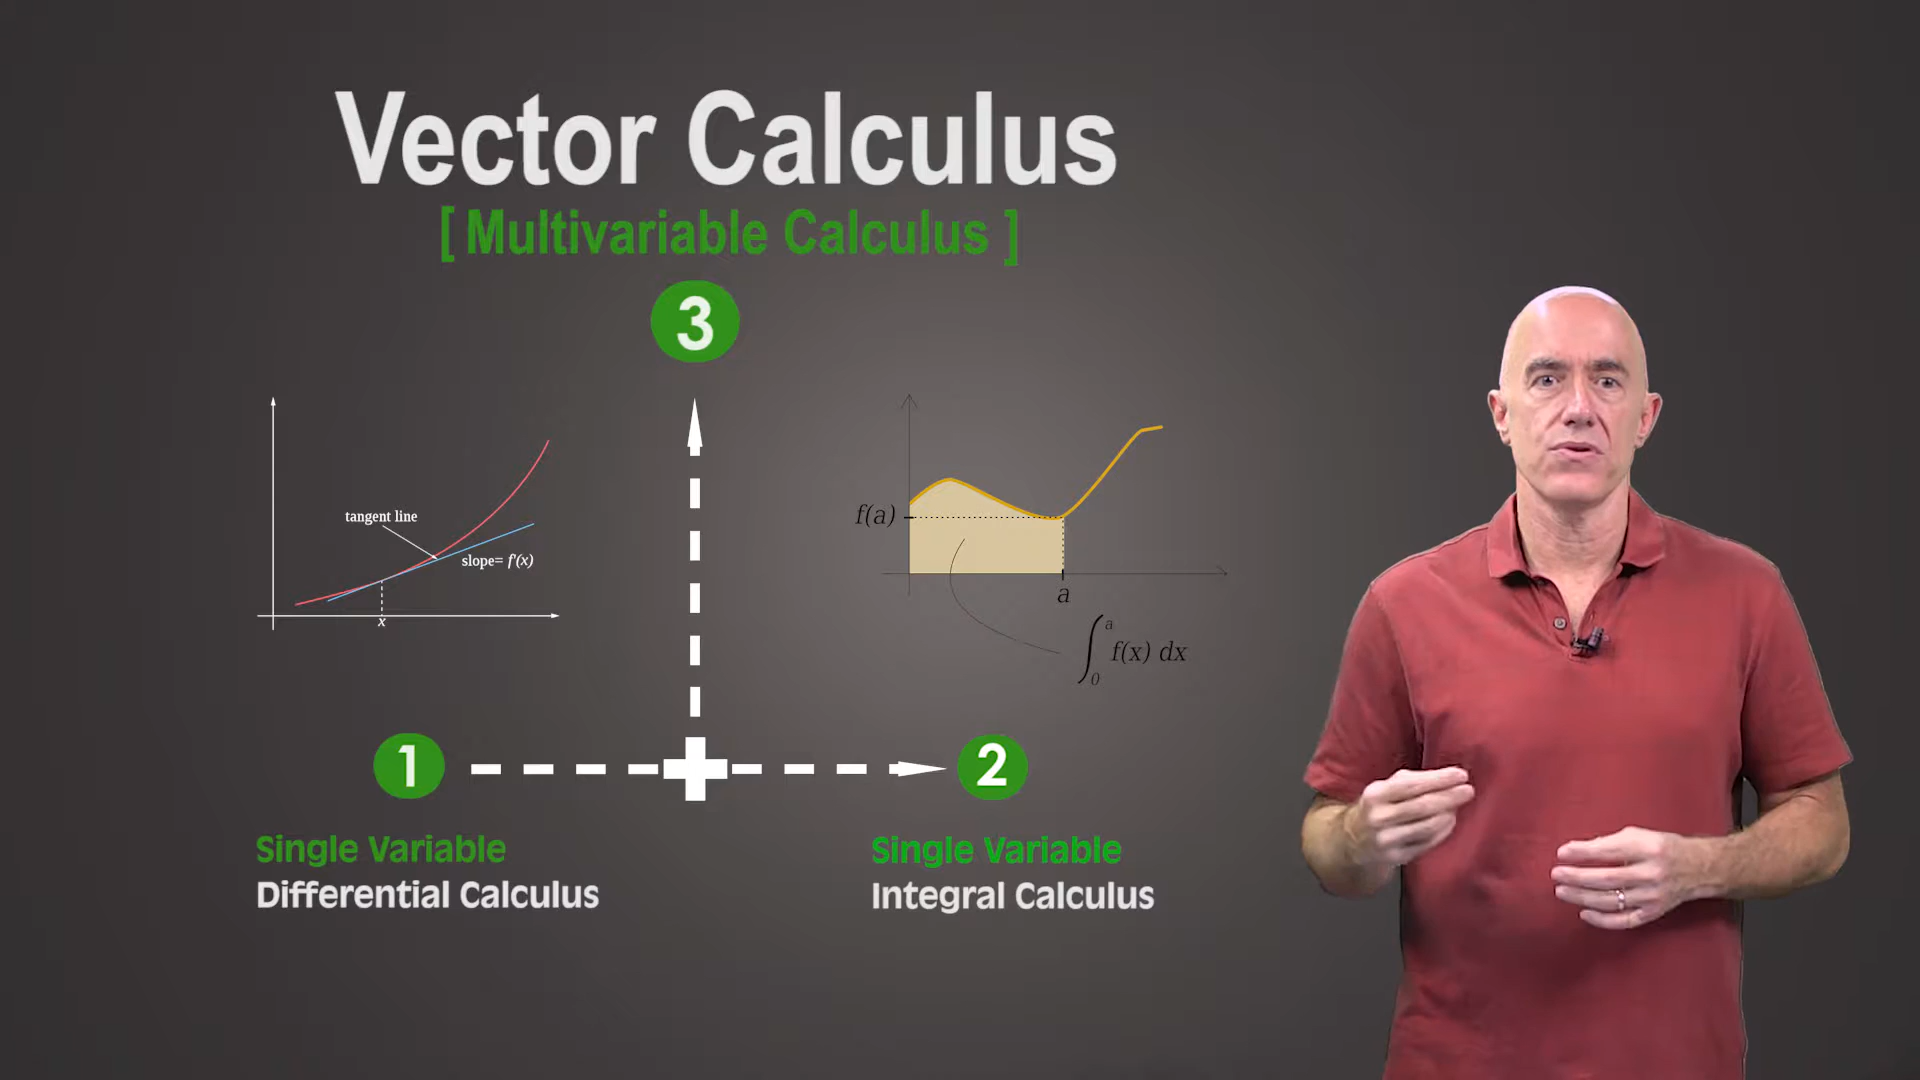 Vector Calculus
[ Multivariable Calculus ]
3
tangent line
slope= f'(x)
x
f(a)
a
∫₀ᵃ f(x) dx
1
2
Single Variable
Differential Calculus
Single Variable
Integral Calculus